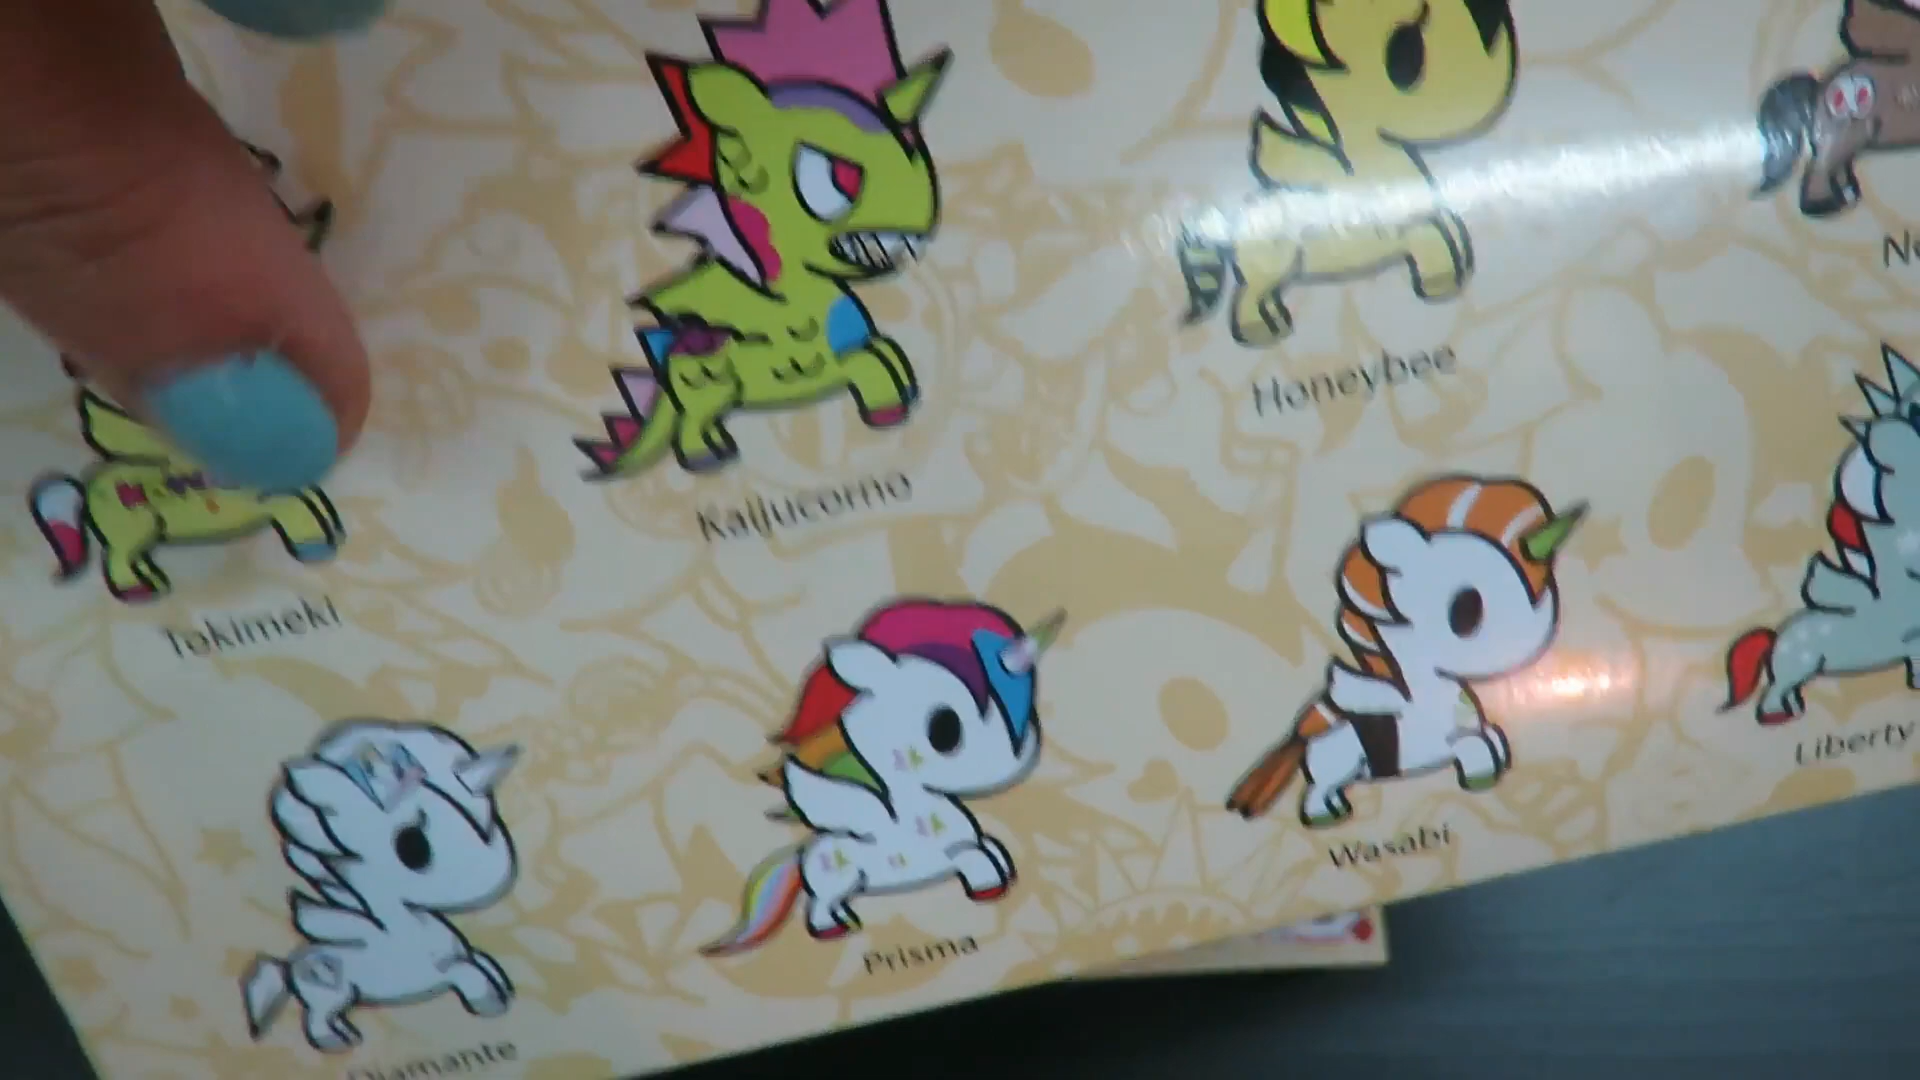 Tokimeki
Kaijucorno
Honeybee
Diamante
Prisma
Wasabi
Liberty